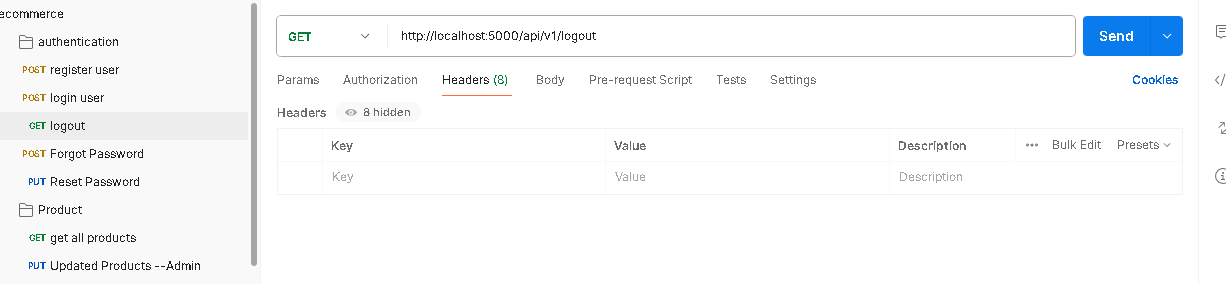 ecommerce
authentication
POST register user
POST login user
GET logout
POST Forgot Password
PUT Reset Password
Product
GET get all products
PUT Updated Products --Admin
GET http://localhost:5000/api/v1/logout Send
Params Authorization Headers (8) Body Pre-request Script Tests Settings Cookies
Headers 8 hidden
Key Value Description ••• Bulk Edit Presets
Key Value Description